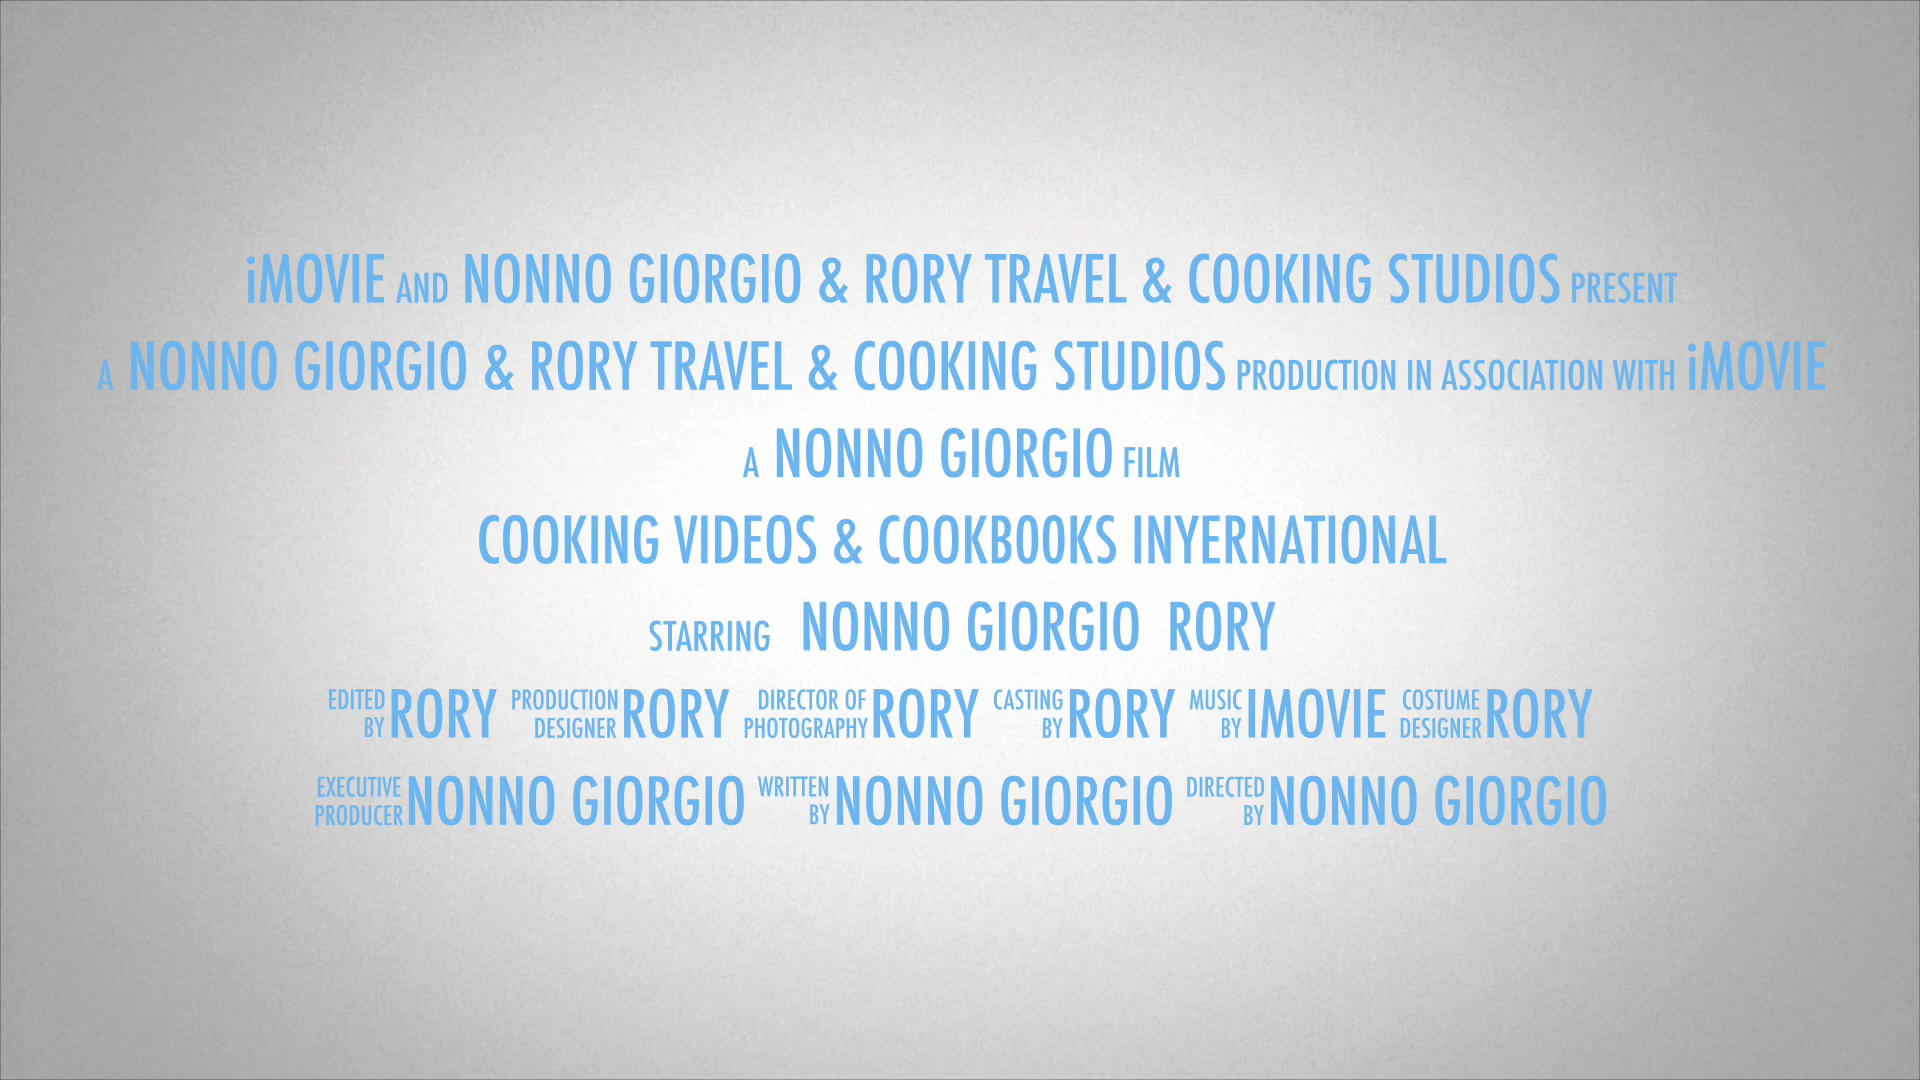 iMOVIE AND NONNO GIORGIO & RORY TRAVEL & COOKING STUDIOS PRESENT
A NONNO GIORGIO & RORY TRAVEL & COOKING STUDIOS PRODUCTION IN ASSOCIATION WITH iMOVIE
A NONNO GIORGIO FILM
COOKING VIDEOS & COOKB00KS INYERNATIONAL
STARRING NONNO GIORGIO RORY
EDITED BY RORY PRODUCTION DESIGNER RORY DIRECTOR OF PHOTOGRAPHY RORY CASTING BY RORY MUSIC BY IMOVIE COSTUME DESIGNER RORY
EXECUTIVE PRODUCER NONNO GIORGIO WRITTEN BY NONNO GIORGIO DIRECTED BY NONNO GIORGIO